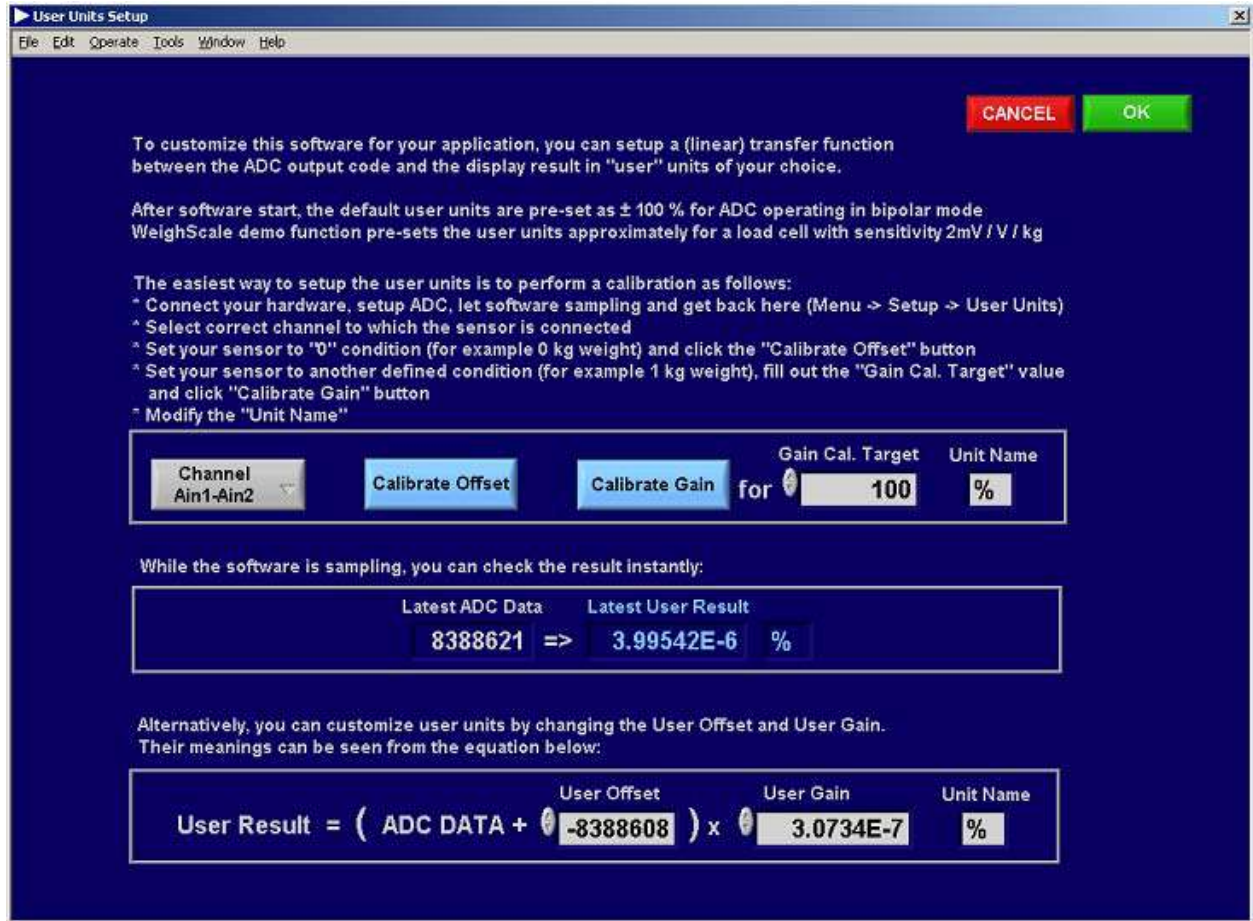 User Units Setup
File Edit Operate Tools Window Help
CANCEL OK
To customize this software for your application, you can setup a (linear) transfer function
between the ADC output code and the display result in "user" units of your choice.
After software start, the default user units are pre-set as ± 100 % for ADC operating in bipolar mode
WeighScale demo function pre-sets the user units approximately for a load cell with sensitivity 2mV / V / kg
The easiest way to setup the user units is to perform a calibration as follows:
* Connect your hardware, setup ADC, let software sampling and get back here (Menu -> Setup -> User Units)
* Select correct channel to which the sensor is connected
* Set your sensor to "0" condition (for example 0 kg weight) and click the "Calibrate Offset" button
* Set your sensor to another defined condition (for example 1 kg weight), fill out the "Gain Cal. Target" value
and click "Calibrate Gain" button
* Modify the "Unit Name"
Gain Cal. Target Unit Name
Channel
Ain1-Ain2
Calibrate Offset Calibrate Gain for 100 %
While the software is sampling, you can check the result instantly:
Latest ADC Data Latest User Result
8388621 => 3.99542E-6 %
Alternatively, you can customize user units by changing the User Offset and User Gain.
Their meanings can be seen from the equation below:
User Offset User Gain Unit Name
User Result = ( ADC DATA + -8388608 ) x 3.0734E-7 %